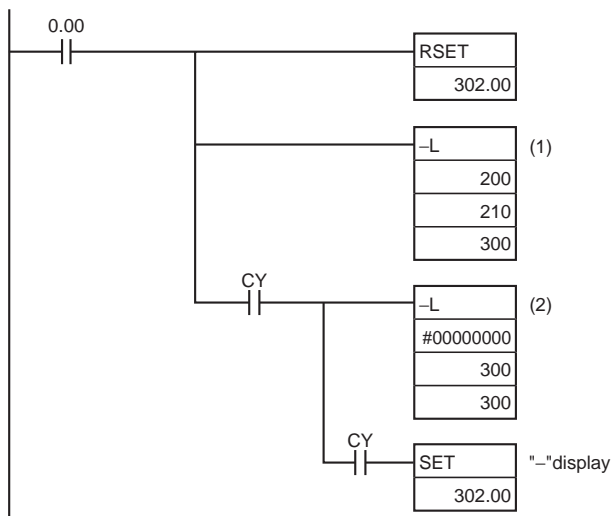 0.00
RSET
302.00
–L (1)
200
210
300
CY
–L (2)
#00000000
300
300
CY
SET "–"display
302.00